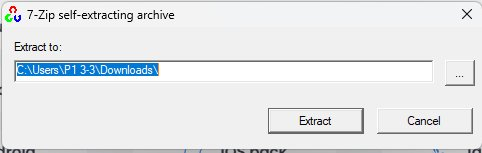 7-Zip self-extracting archive
Extract to:
C:\Users\P1 3-3\Downloads\
...
Extract
Cancel